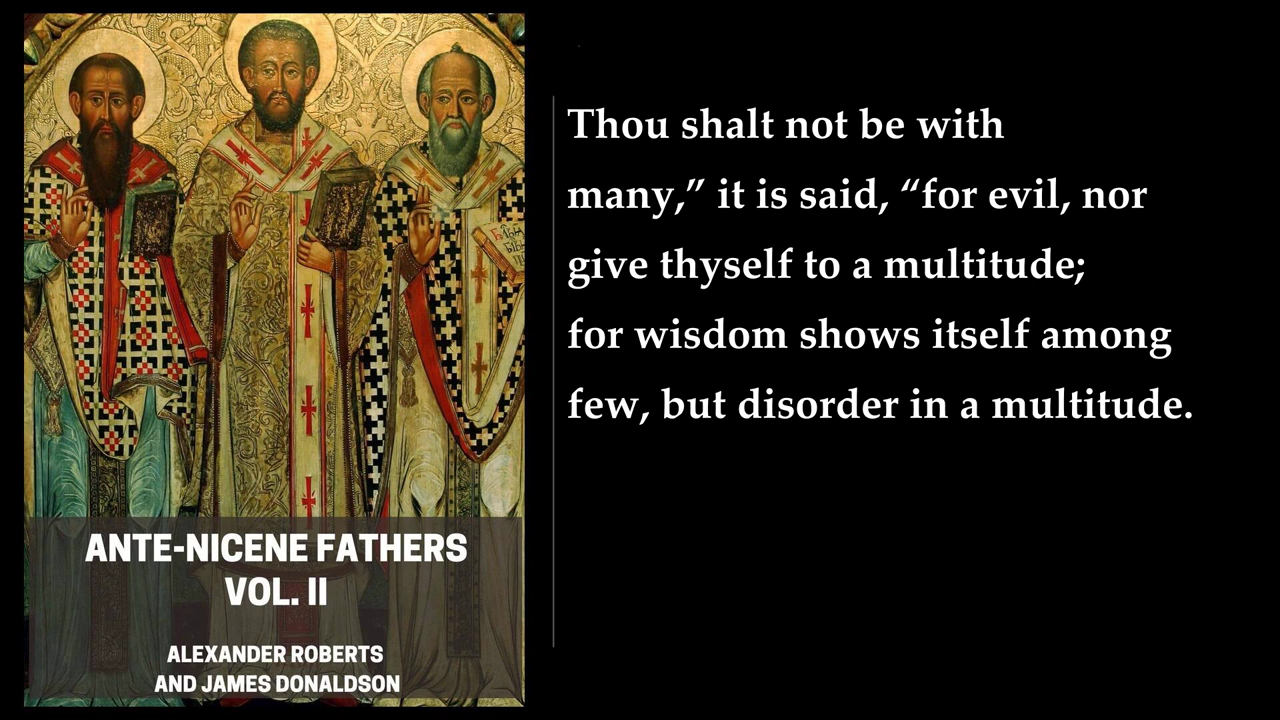 Thou shalt not be with
many,” it is said, “for evil, nor
give thyself to a multitude;
for wisdom shows itself among
few, but disorder in a multitude.
ANTE-NICENE FATHERS
VOL. II
ALEXANDER ROBERTS
AND JAMES DONALDSON